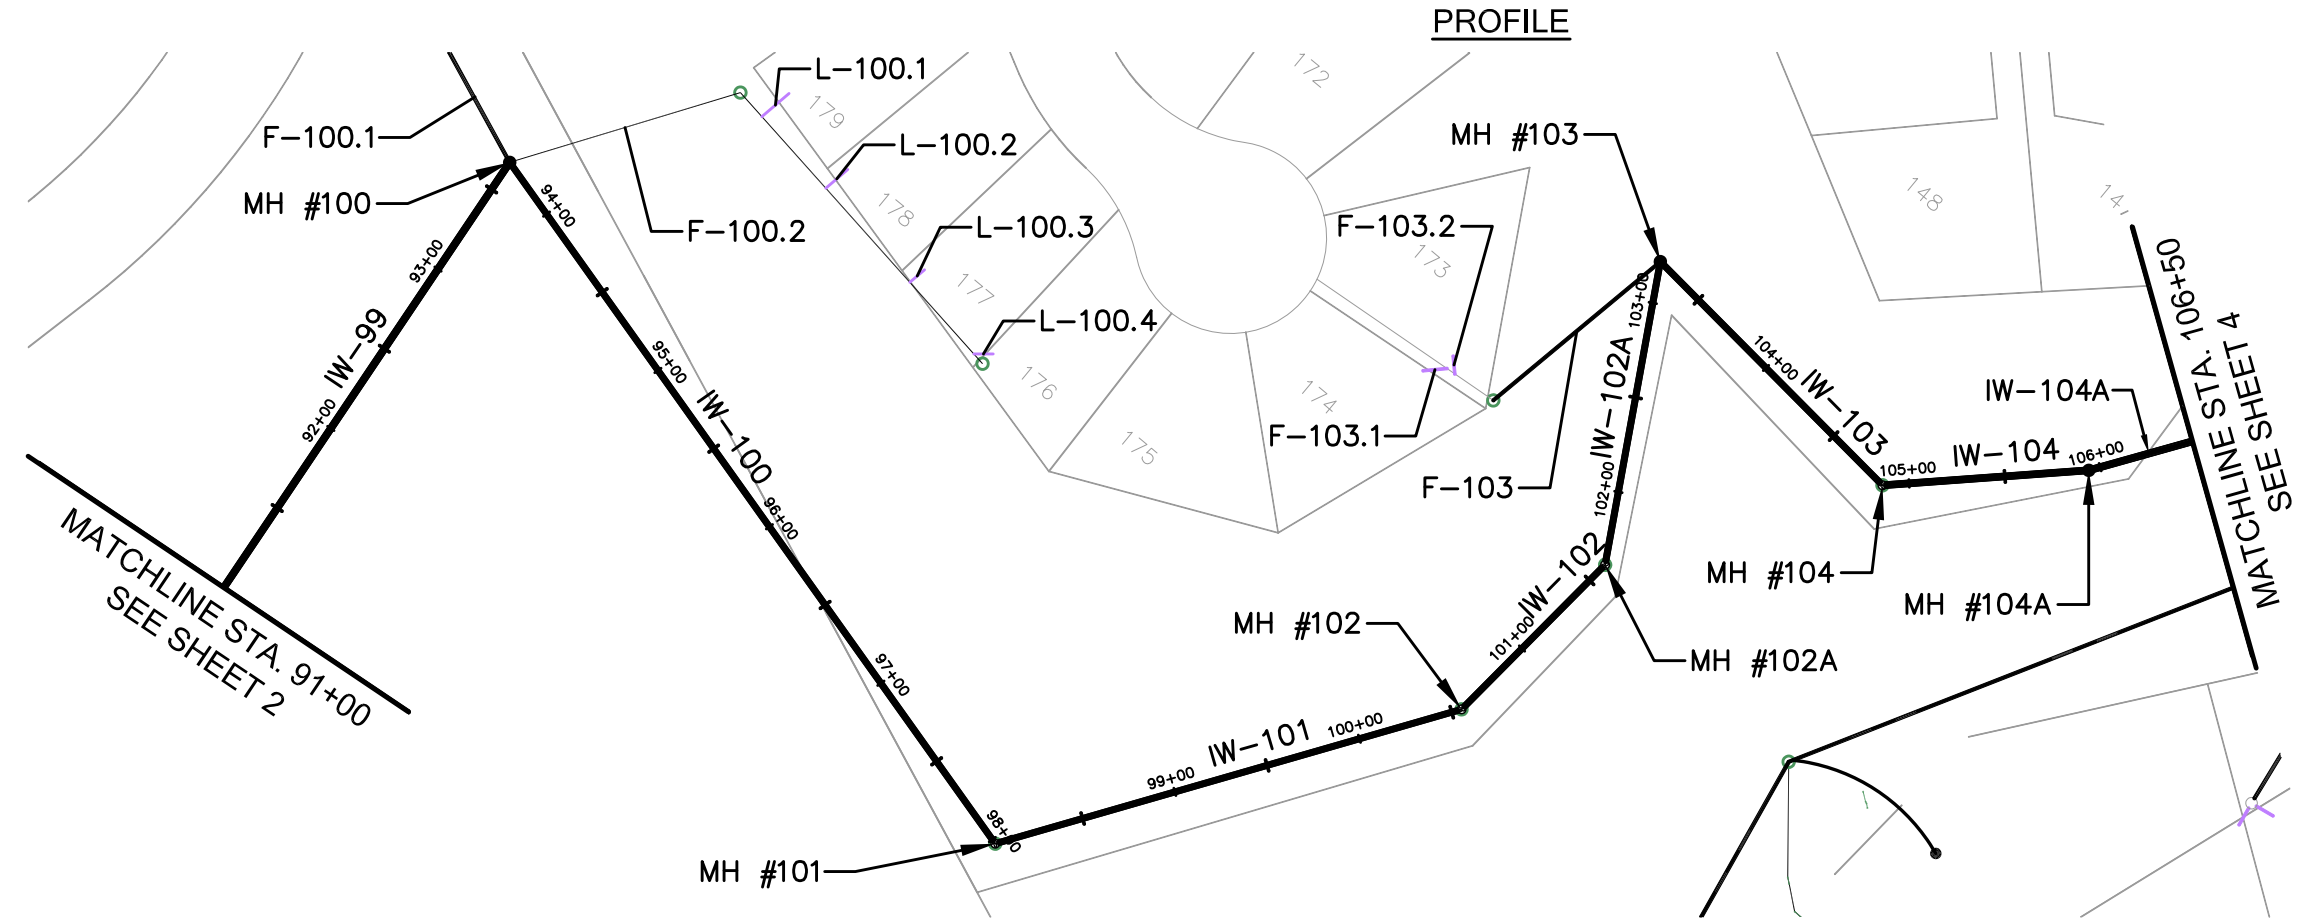 PROFILE
L-100.1
172
179
F-100.1
MH #103
L-100.2
MH #100
94+00
178
148
F-100.2
L-100.3
F-103.2
173
93+00
177
103+00
MATCHLINE STA. 106+50
SEE SHEET 4
L-100.4
IW-99
95+00
176
104+00
IW-102A
IW-104A
IW-103
174
IW-100
92+00
F-103.1
175
IW-104
106+00
105+00
F-103
102+00
96+00
MATCHLINE STA. 91+00
SEE SHEET 2
IW-102
MH #104
MH #104A
MH #102
101+00
MH #102A
97+00
IW-101
100+00
99+00
98+00
MH #101